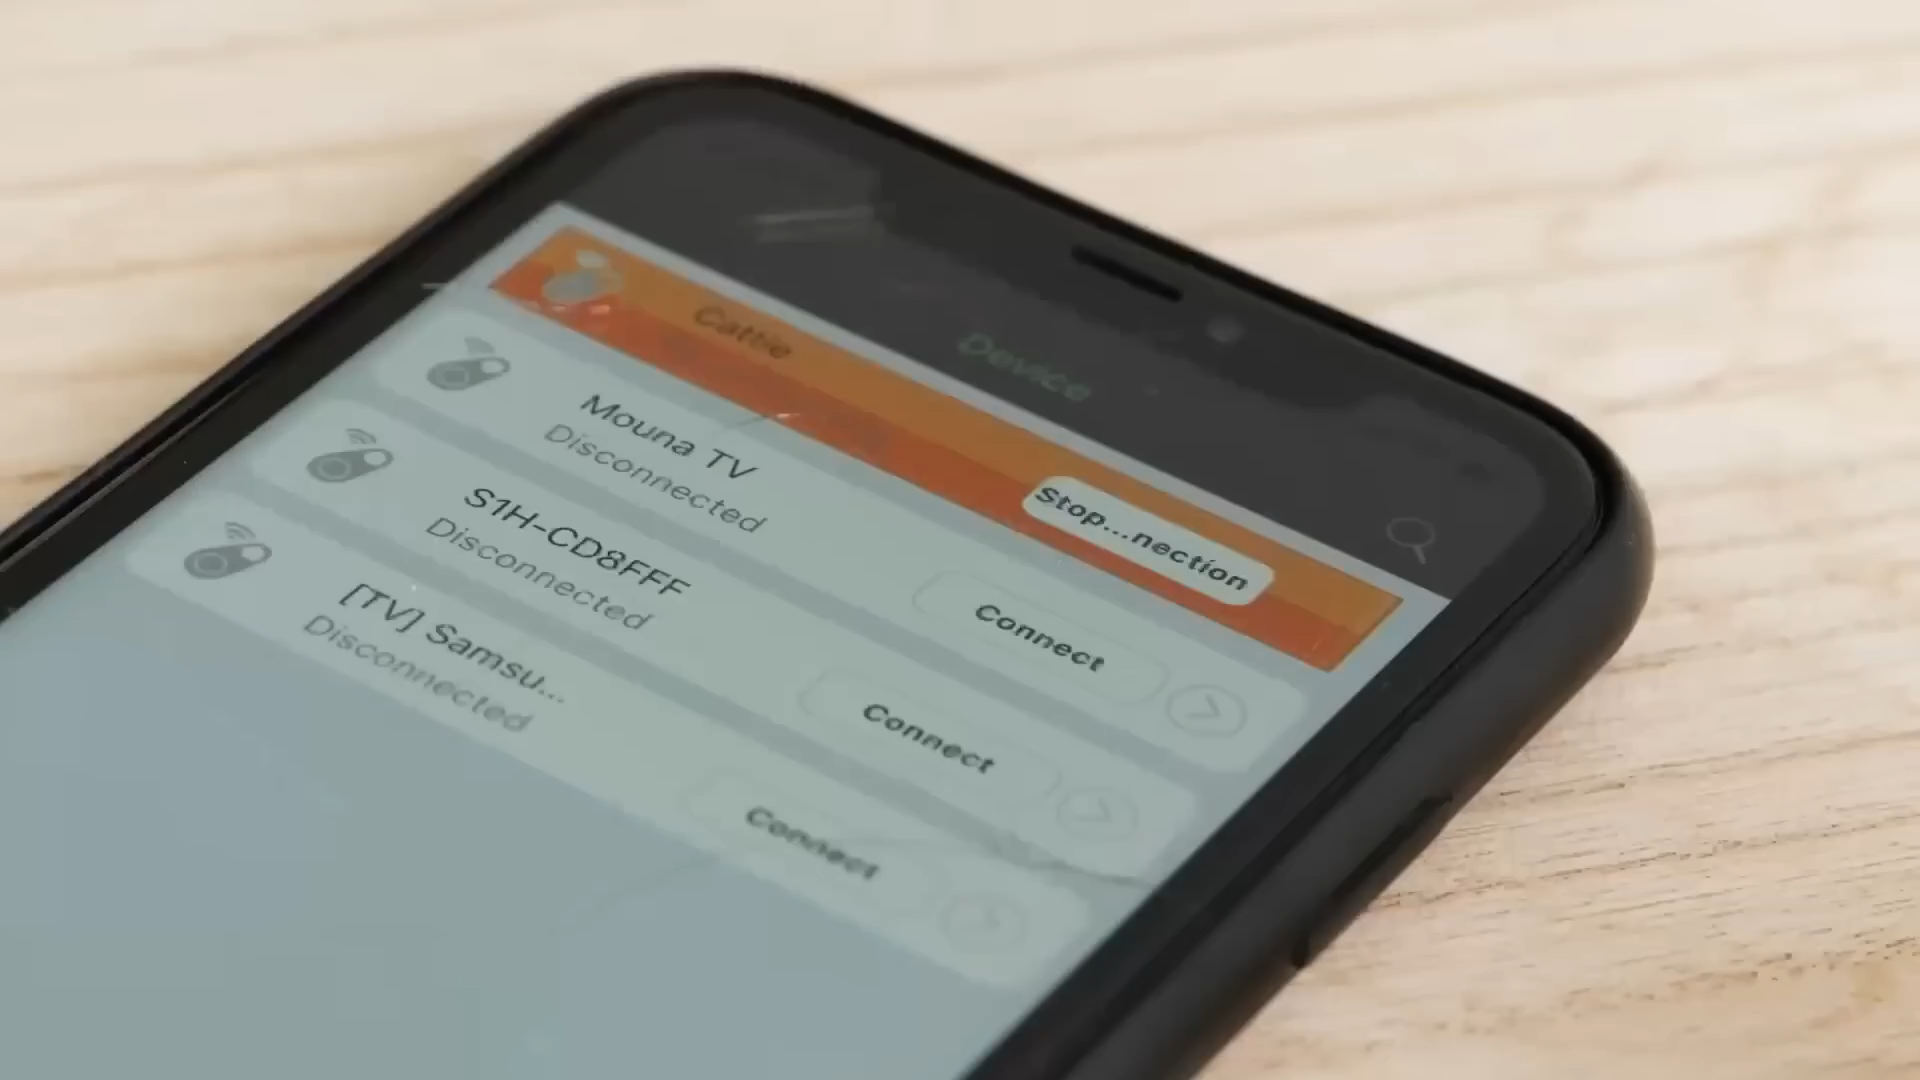 Device
Cattle
Stop...nection
Mouna TV
Disconnected
Connect
S1H-CD8FFF
Disconnected
Connect
[TV] Samsu...
Disconnected
Connect